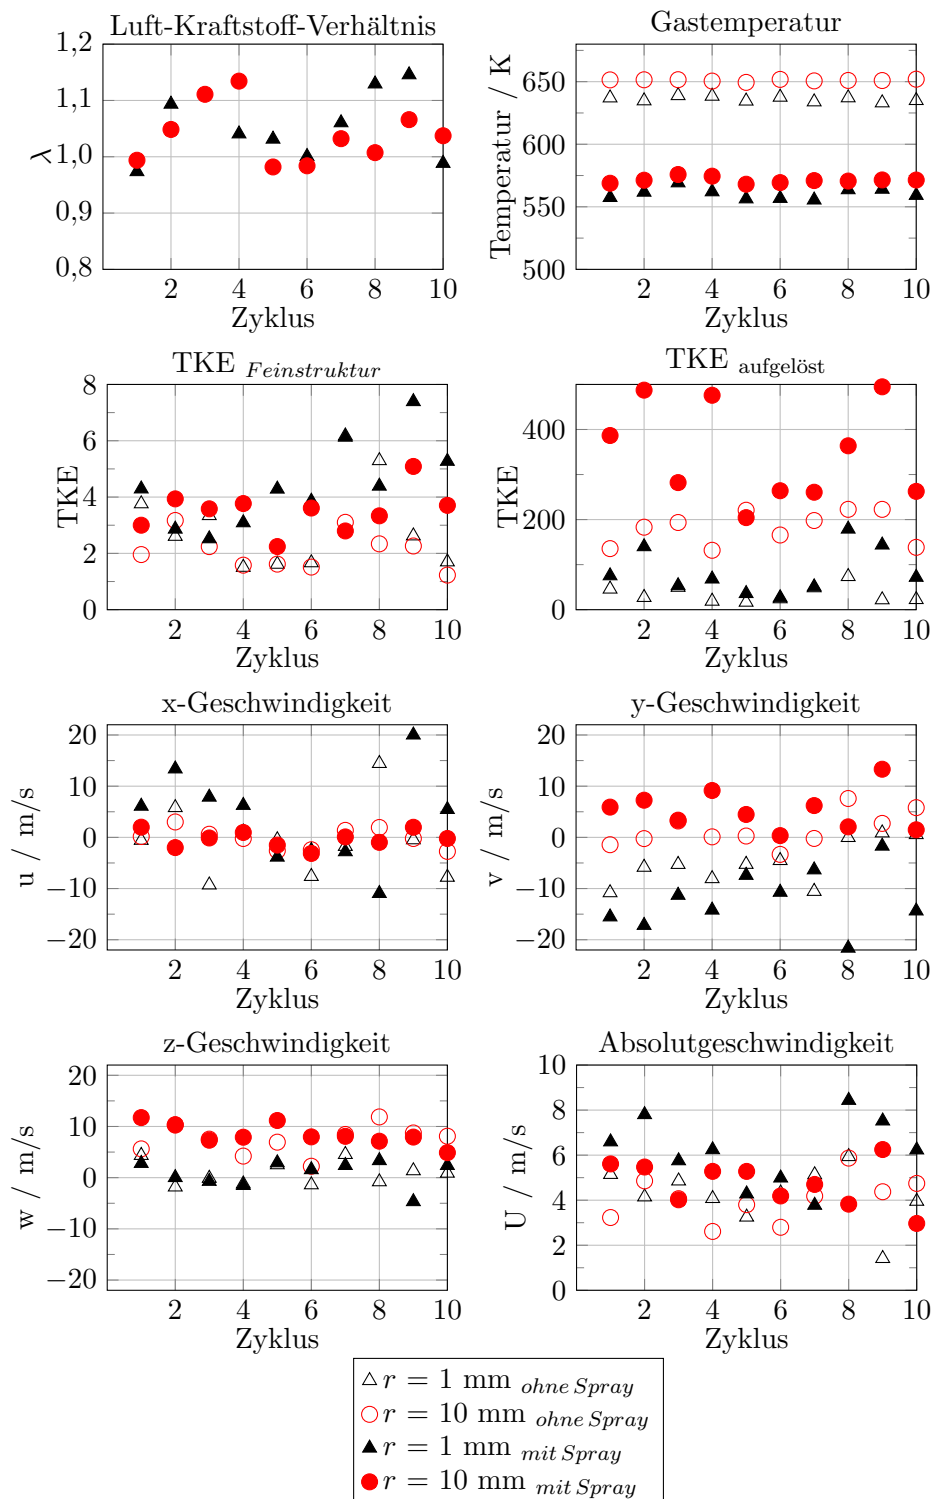 Luft-Kraftstoff-Verhältnis
1,2
1,1
1,0
0,9
0,8
λ
2 4 6 8 10
Zyklus
Gastemperatur
650
600
550
500
Temperatur / K
2 4 6 8 10
Zyklus
TKE Feinstruktur
8
6
4
2
0
TKE
2 4 6 8 10
Zyklus
TKE aufgelöst
400
200
0
TKE
2 4 6 8 10
Zyklus
x-Geschwindigkeit
20
10
0
−10
−20
u / m/s
2 4 6 8 10
Zyklus
y-Geschwindigkeit
20
10
0
−10
−20
v / m/s
2 4 6 8 10
Zyklus
z-Geschwindigkeit
20
10
0
−10
−20
w / m/s
2 4 6 8 10
Zyklus
Absolutgeschwindigkeit
10
8
6
4
2
0
U / m/s
2 4 6 8 10
Zyklus
r = 1 mm ohne Spray
r = 10 mm ohne Spray
r = 1 mm mit Spray
r = 10 mm mit Spray